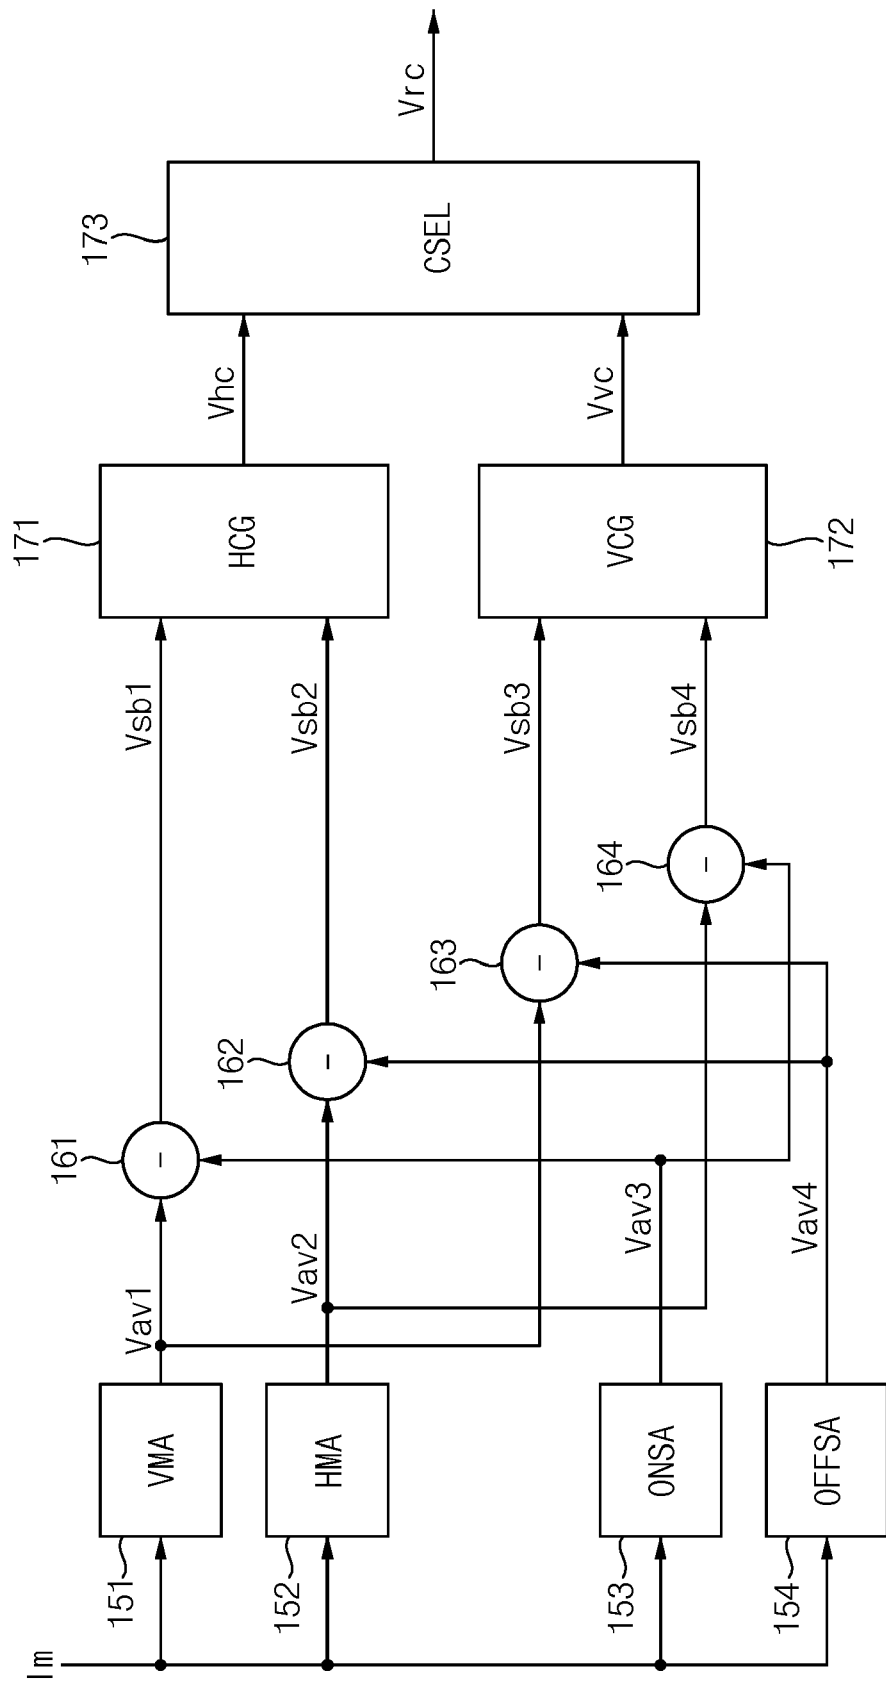 Im
151
VMA
152
HMA
153
ONSA
154
OFFSA
Vav1
Vav2
Vav3
Vav4
161
–
162
–
163
–
164
–
Vsb1
Vsb2
Vsb3
Vsb4
171
HCG
172
VCG
Vhc
Vvc
173
CSEL
Vrc